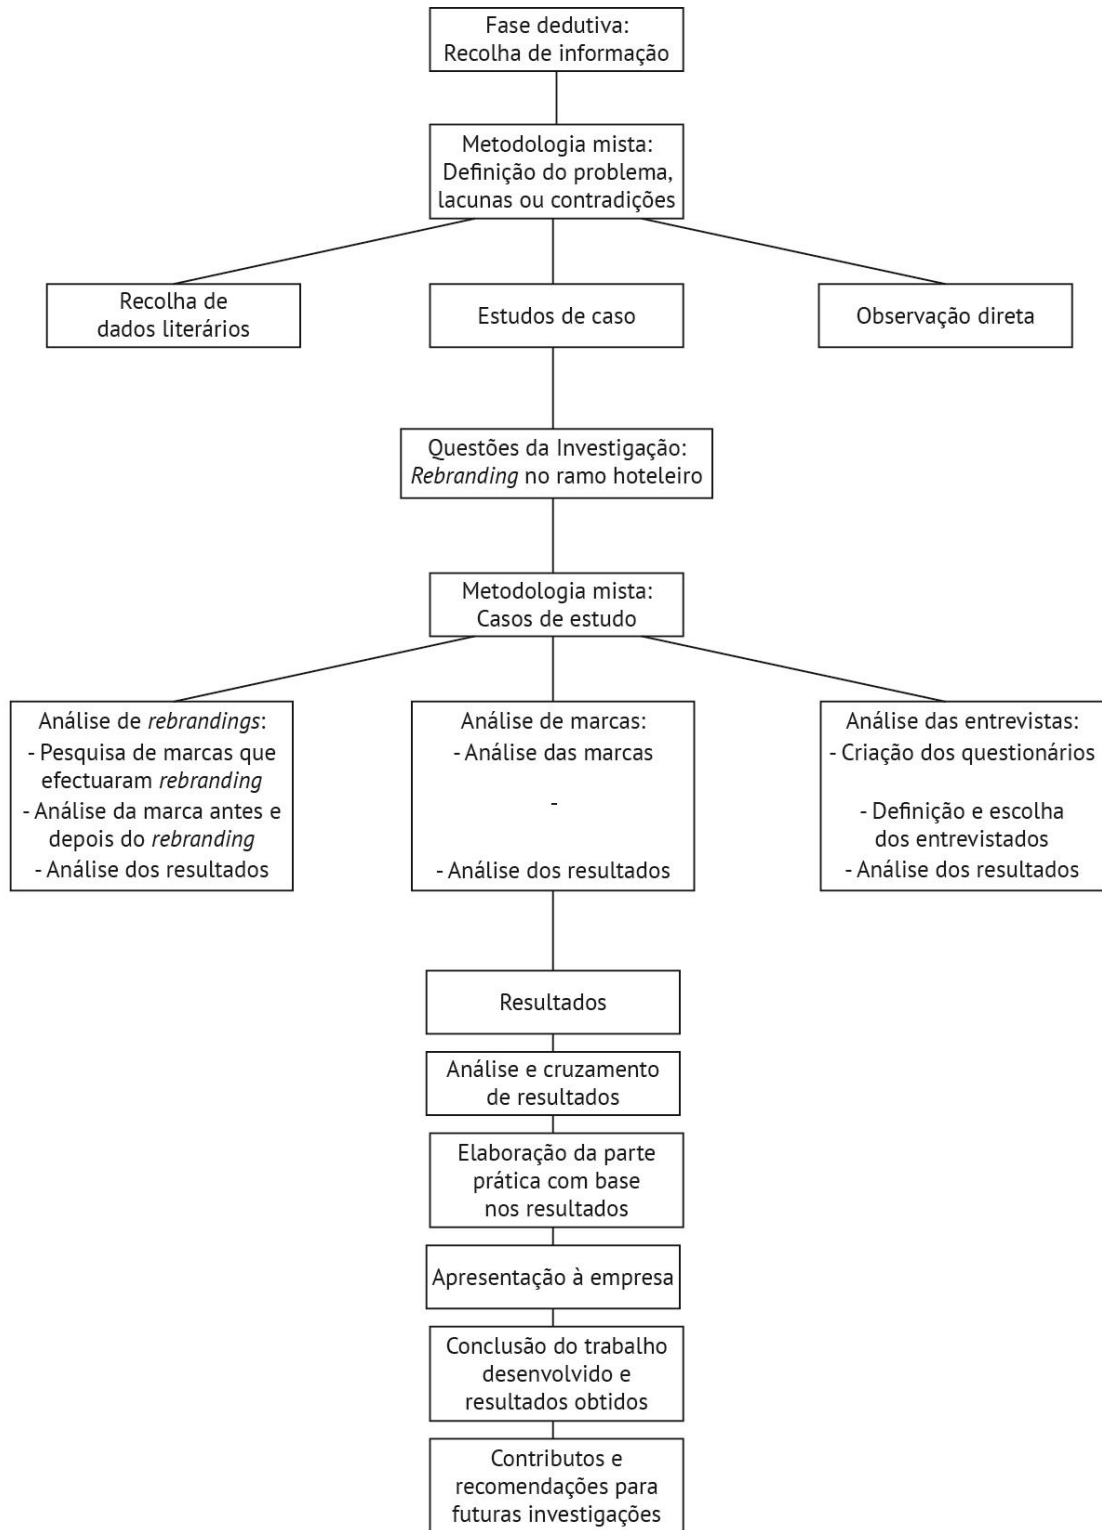 Fase dedutiva:
Recolha de informação
Metodologia mista:
Definição do problema,
lacunas ou contradições
Recolha de
dados literários
Estudos de caso
Observação direta
Questões da Investigação:
Rebranding no ramo hoteleiro
Metodologia mista:
Casos de estudo
Análise de rebrandings:
- Pesquisa de marcas que
efectuaram rebranding
- Análise da marca antes e
depois do rebranding
- Análise dos resultados
Análise de marcas:
- Análise das marcas
-
- Análise dos resultados
Análise das entrevistas:
- Criação dos questionários
- Definição e escolha
dos entrevistados
- Análise dos resultados
Resultados
Análise e cruzamento
de resultados
Elaboração da parte
prática com base
nos resultados
Apresentação à empresa
Conclusão do trabalho
desenvolvido e
resultados obtidos
Contributos e
recomendações para
futuras investigações